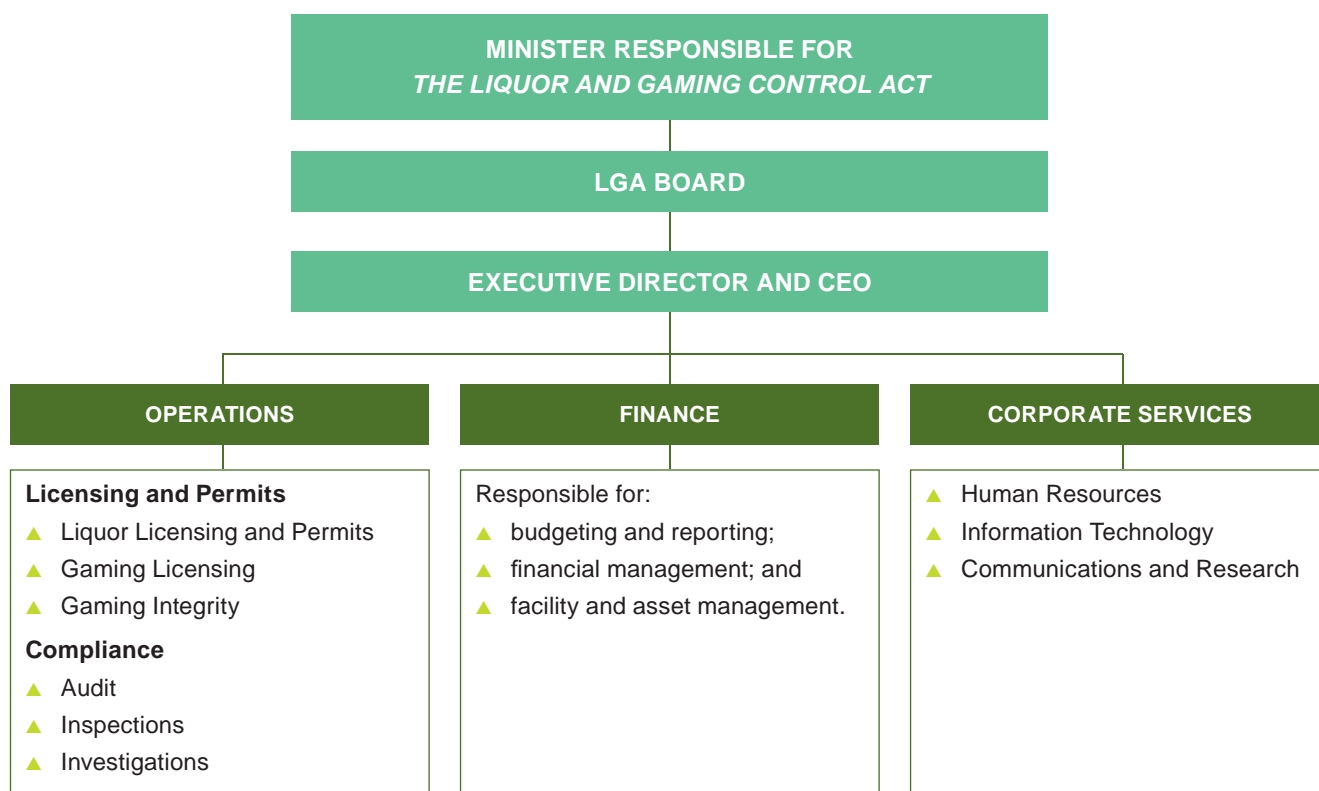 MINISTER RESPONSIBLE FOR
THE LIQUOR AND GAMING CONTROL ACT
LGA BOARD
EXECUTIVE DIRECTOR AND CEO
OPERATIONS
Licensing and Permits
▲ Liquor Licensing and Permits
▲ Gaming Licensing
▲ Gaming Integrity
Compliance
▲ Audit
▲ Inspections
▲ Investigations
FINANCE
Responsible for:
▲ budgeting and reporting;
▲ financial management; and
▲ facility and asset management.
CORPORATE SERVICES
▲ Human Resources
▲ Information Technology
▲ Communications and Research